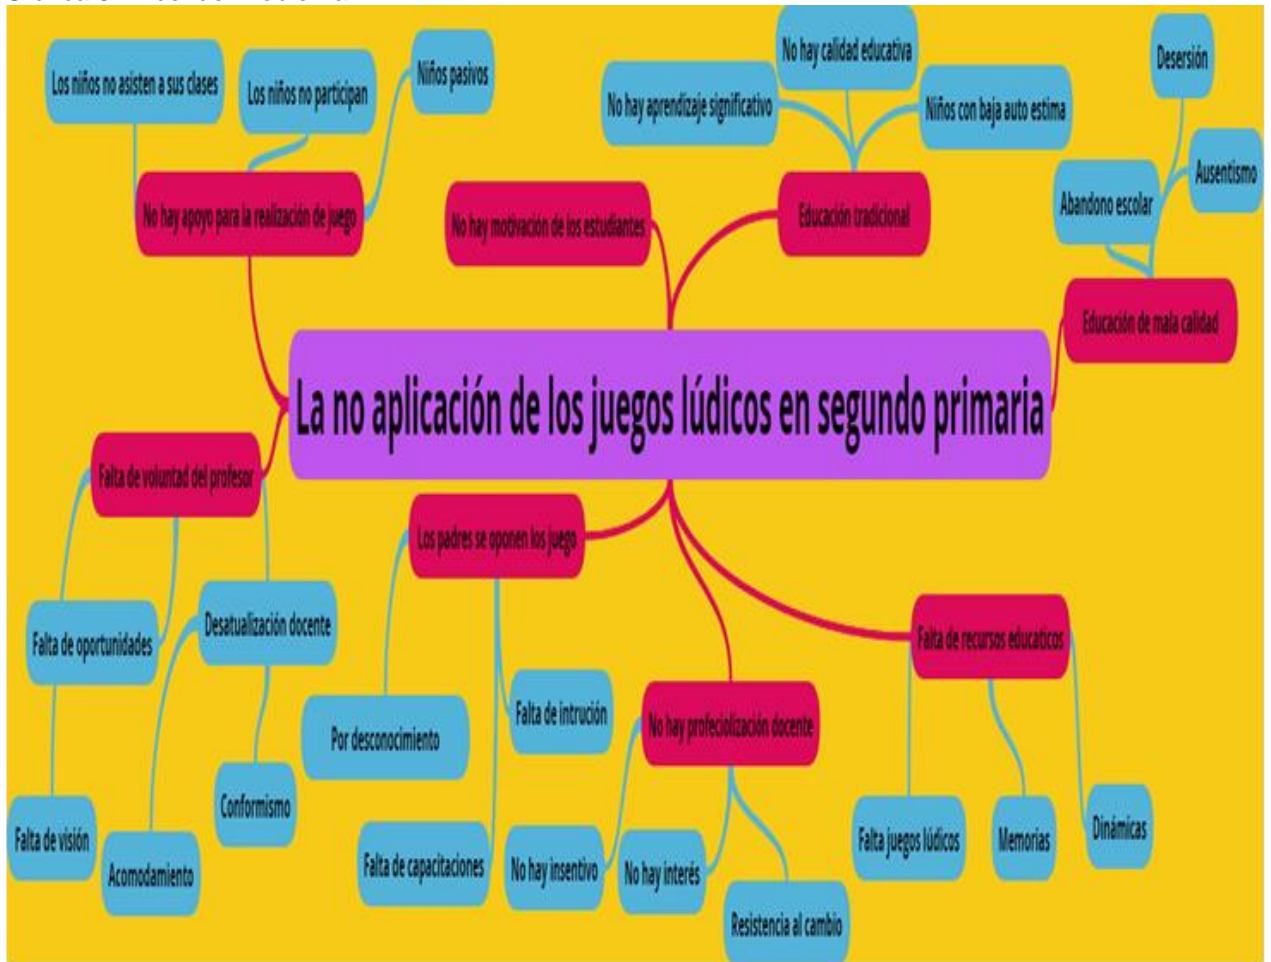 Los niños no asisten a sus clases
Los niños no participan
Niños pasivos
No hay apoyo para la realización de juego
No hay motivación de los estudiantes
No hay aprendizaje significativo
No hay calidad educativa
Niños con baja auto estima
Educación tradicional
Desersión
Ausentismo
Abandono escolar
Educación de mala calidad
La no aplicación de los juegos lúdicos en segundo primaria
Falta de voluntad del profesor
Falta de oportunidades
Desatualización docente
Falta de visión
Acomodamiento
Conformismo
Los padres se oponen los juego
Por desconocimiento
Falta de intrución
Falta de capacitaciones
No hay profeciolización docente
No hay insentivo
No hay interés
Resistencia al cambio
Falta de recursos educaticos
Falta juegos lúdicos
Memorias
Dinámicas